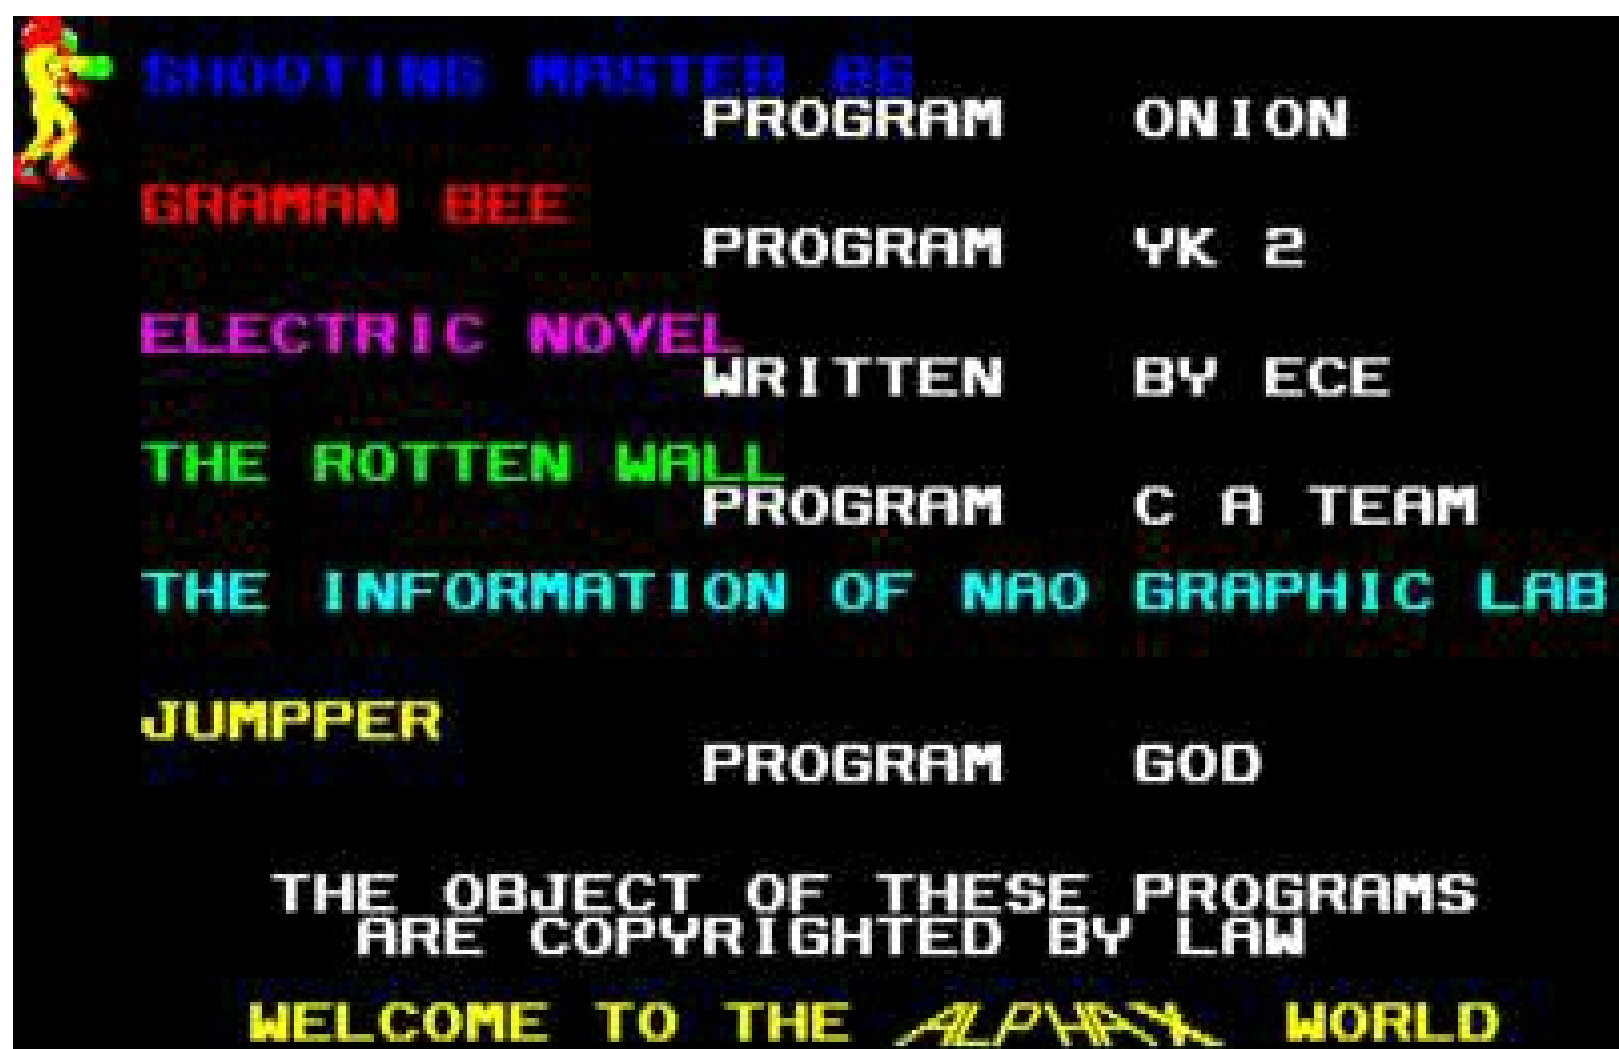 SHOOTING MASTER 86
PROGRAM ONION
GRAMAN BEE
PROGRAM YK 2
ELECTRIC NOVEL
WRITTEN BY ECE
THE ROTTEN WALL
PROGRAM C A TEAM
THE INFORMATION OF NAO GRAPHIC LAB
JUMPPER
PROGRAM GOD
THE OBJECT OF THESE PROGRAMS
ARE COPYRIGHTED BY LAW
WELCOME TO THE ALPHAX WORLD